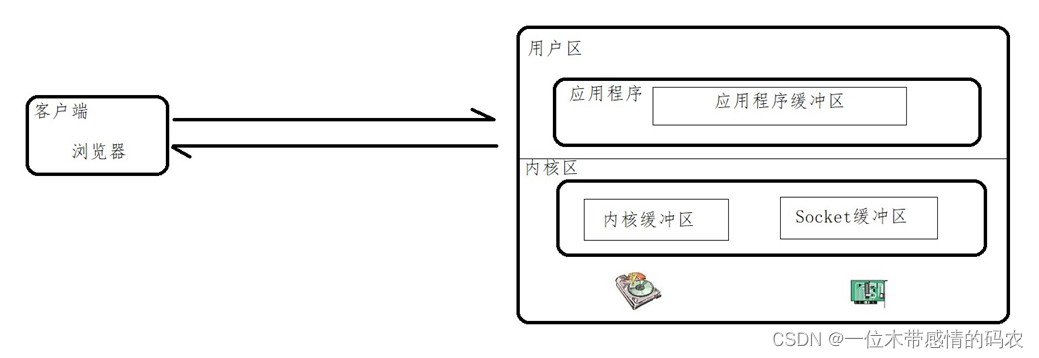 用户区
应用程序
应用程序缓冲区
客户端
浏览器
内核区
内核缓冲区
Socket缓冲区
CSDN @一位木带感情的码农